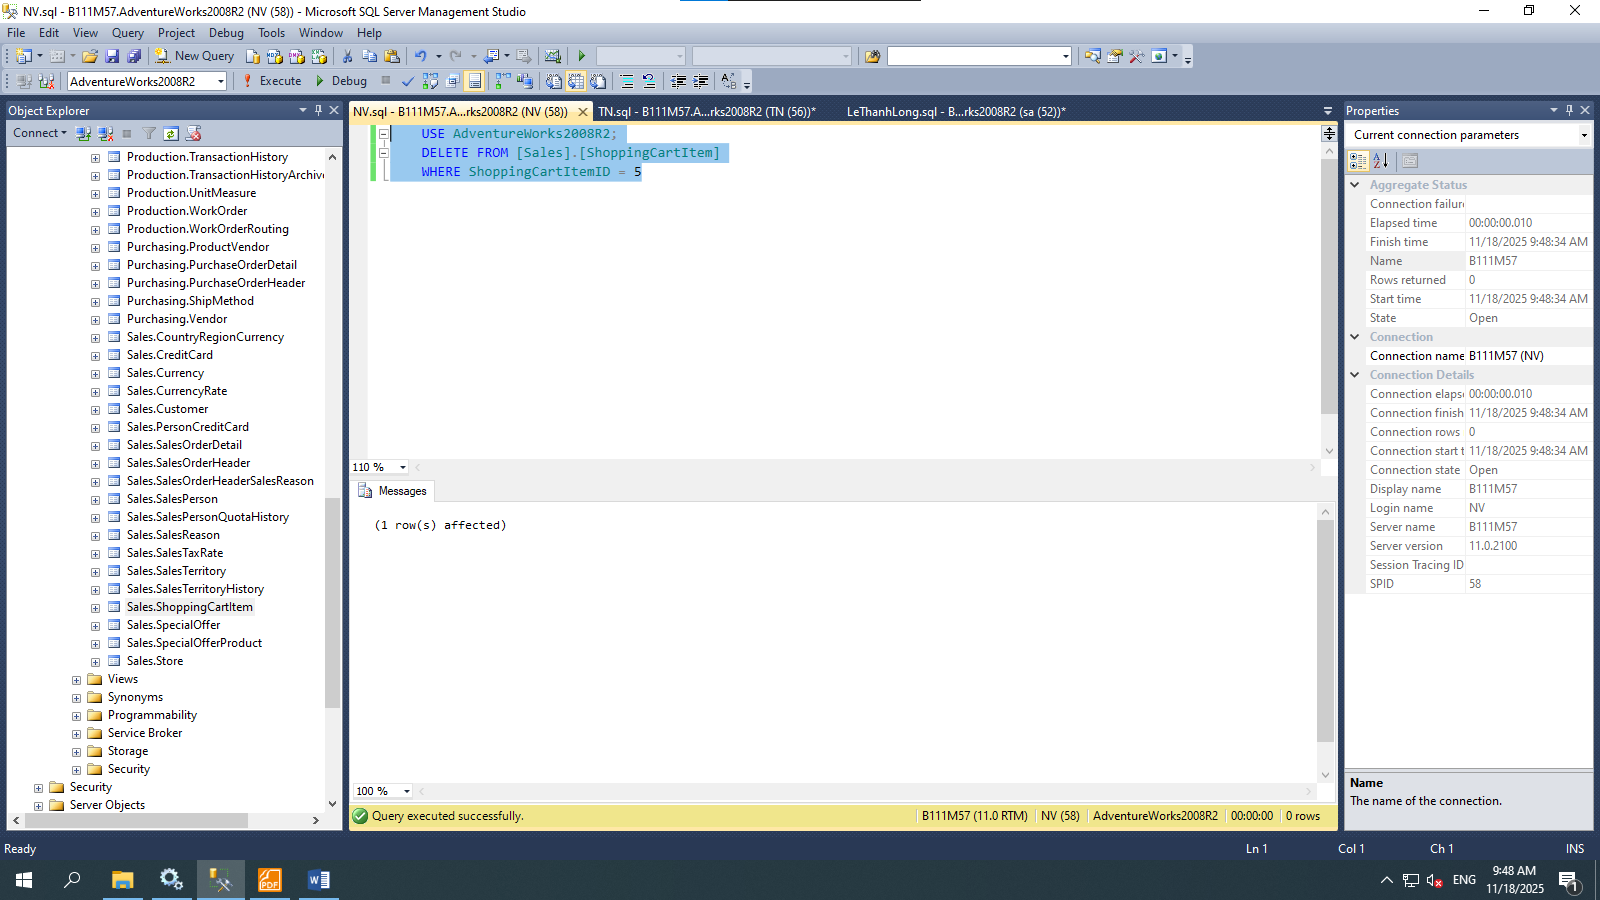 NV.sql - B111M57.AdventureWorks2008R2 (NV (58)) - Microsoft SQL Server Management Studio
File Edit View Query Project Debug Tools Window Help
New Query
AdventureWorks2008R2 Execute Debug
Object Explorer
Connect
Production.TransactionHistory
Production.TransactionHistoryArchive
Production.UnitMeasure
Production.WorkOrder
Production.WorkOrderRouting
Purchasing.ProductVendor
Purchasing.PurchaseOrderDetail
Purchasing.PurchaseOrderHeader
Purchasing.ShipMethod
Purchasing.Vendor
Sales.CountryRegionCurrency
Sales.CreditCard
Sales.Currency
Sales.CurrencyRate
Sales.Customer
Sales.PersonCreditCard
Sales.SalesOrderDetail
Sales.SalesOrderHeader
Sales.SalesOrderHeaderSalesReason
Sales.SalesPerson
Sales.SalesPersonQuotaHistory
Sales.SalesReason
Sales.SalesTaxRate
Sales.SalesTerritory
Sales.SalesTerritoryHistory
Sales.ShoppingCartItem
Sales.SpecialOffer
Sales.SpecialOfferProduct
Sales.Store
Views
Synonyms
Programmability
Service Broker
Storage
Security
Security
Server Objects
NV.sql - B111M57.A...rks2008R2 (NV (58)) TN.sql - B111M57.A...rks2008R2 (TN (56))* LeThanhLong.sql - B...rks2008R2 (sa (52))*
USE AdventureWorks2008R2;
DELETE FROM [Sales].[ShoppingCartItem]
WHERE ShoppingCartItemID = 5
110 %
Messages
(1 row(s) affected)
100 %
Query executed successfully. B111M57 (11.0 RTM) NV (58) AdventureWorks2008R2 00:00:00 0 rows
Properties
Current connection parameters
Aggregate Status
Connection failur
Elapsed time 00:00:00.010
Finish time 11/18/2025 9:48:34 AM
Name B111M57
Rows returned 0
Start time 11/18/2025 9:48:34 AM
State Open
Connection
Connection name B111M57 (NV)
Connection Details
Connection elaps 00:00:00.010
Connection finish 11/18/2025 9:48:34 AM
Connection rows 0
Connection start t 11/18/2025 9:48:34 AM
Connection state Open
Display name B111M57
Login name NV
Server name B111M57
Server version 11.0.2100
Session Tracing ID
SPID 58
Name
The name of the connection.
Ready Ln 1 Col 1 Ch 1 INS
PDF
ENG 9:48 AM
11/18/2025
1